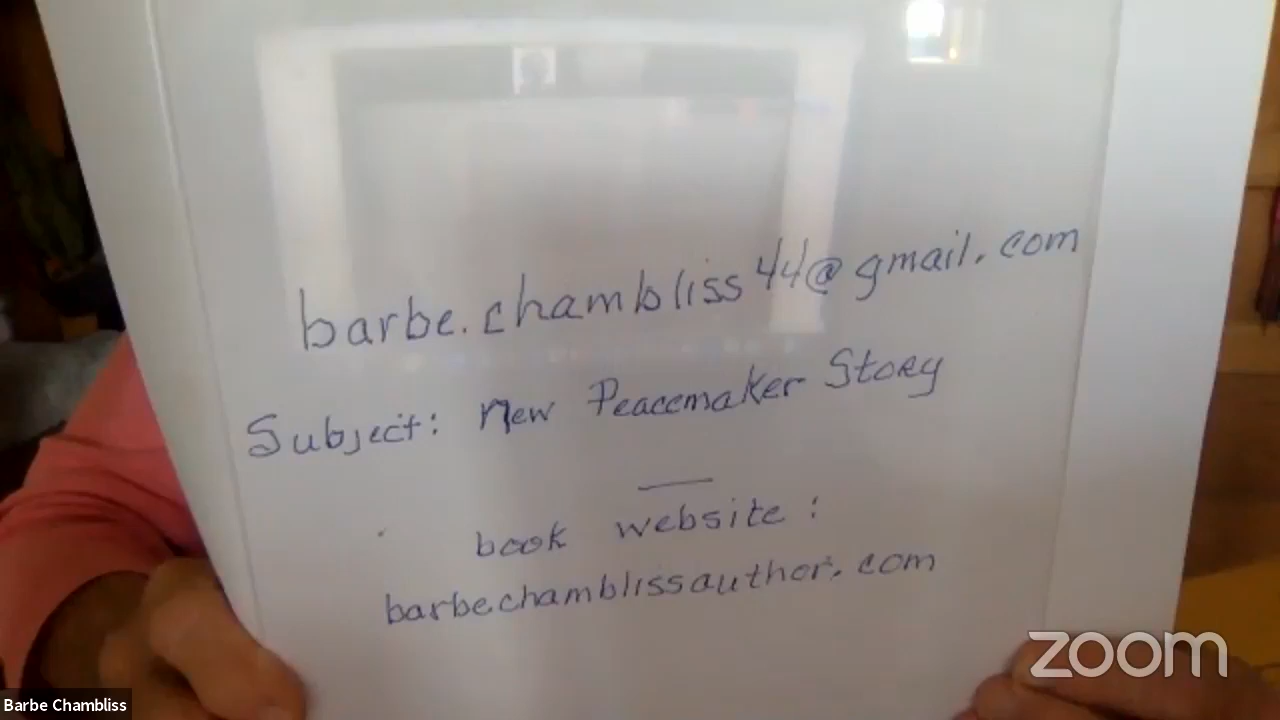 barbe.chambliss44@gmail.com
Subject: New Peacemaker Story
book website:
barbechamblissauthor.com
zoom
Barbe Chambliss